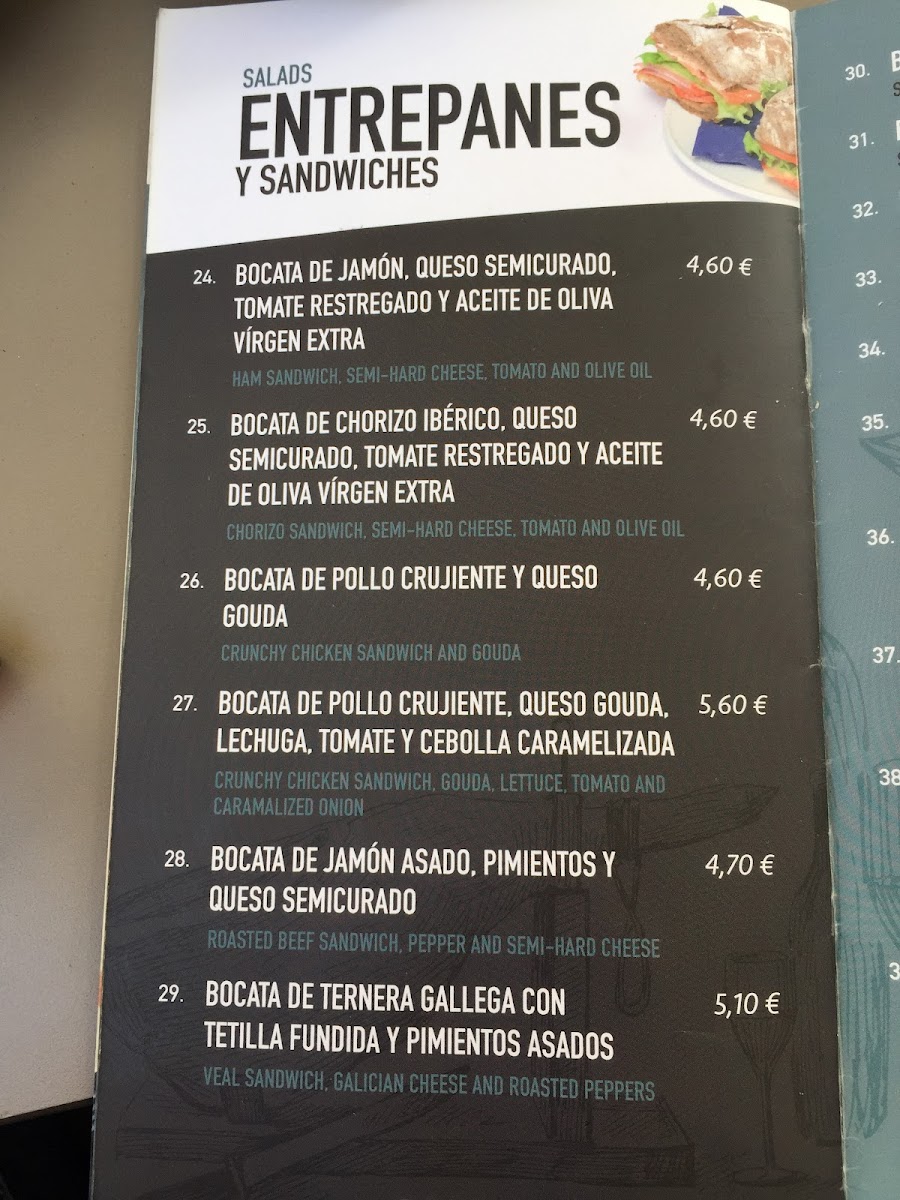 SALADS
ENTREPANES
Y SANDWICHES
24. BOCATA DE JAMÓN, QUESO SEMICURADO, 4,60 €
TOMATE RESTREGADO Y ACEITE DE OLIVA
VÍRGEN EXTRA
HAM SANDWICH, SEMI-HARD CHEESE, TOMATO AND OLIVE OIL
25. BOCATA DE CHORIZO IBÉRICO, QUESO 4,60 €
SEMICURADO, TOMATE RESTREGADO Y ACEITE
DE OLIVA VÍRGEN EXTRA
CHORIZO SANDWICH, SEMI-HARD CHEESE, TOMATO AND OLIVE OIL
26. BOCATA DE POLLO CRUJIENTE Y QUESO 4,60 €
GOUDA
CRUNCHY CHICKEN SANDWICH AND GOUDA
27. BOCATA DE POLLO CRUJIENTE, QUESO GOUDA, 5,60 €
LECHUGA, TOMATE Y CEBOLLA CARAMELIZADA
CRUNCHY CHICKEN SANDWICH, GOUDA, LETTUCE, TOMATO AND
CARAMALIZED ONION
28. BOCATA DE JAMÓN ASADO, PIMIENTOS Y 4,70 €
QUESO SEMICURADO
ROASTED BEEF SANDWICH, PEPPER AND SEMI-HARD CHEESE
29. BOCATA DE TERNERA GALLEGA CON 5,10 €
TETILLA FUNDIDA Y PIMIENTOS ASADOS
VEAL SANDWICH, GALICIAN CHEESE AND ROASTED PEPPERS
30.
31.
32.
33.
34.
35.
36.
37.
38
3